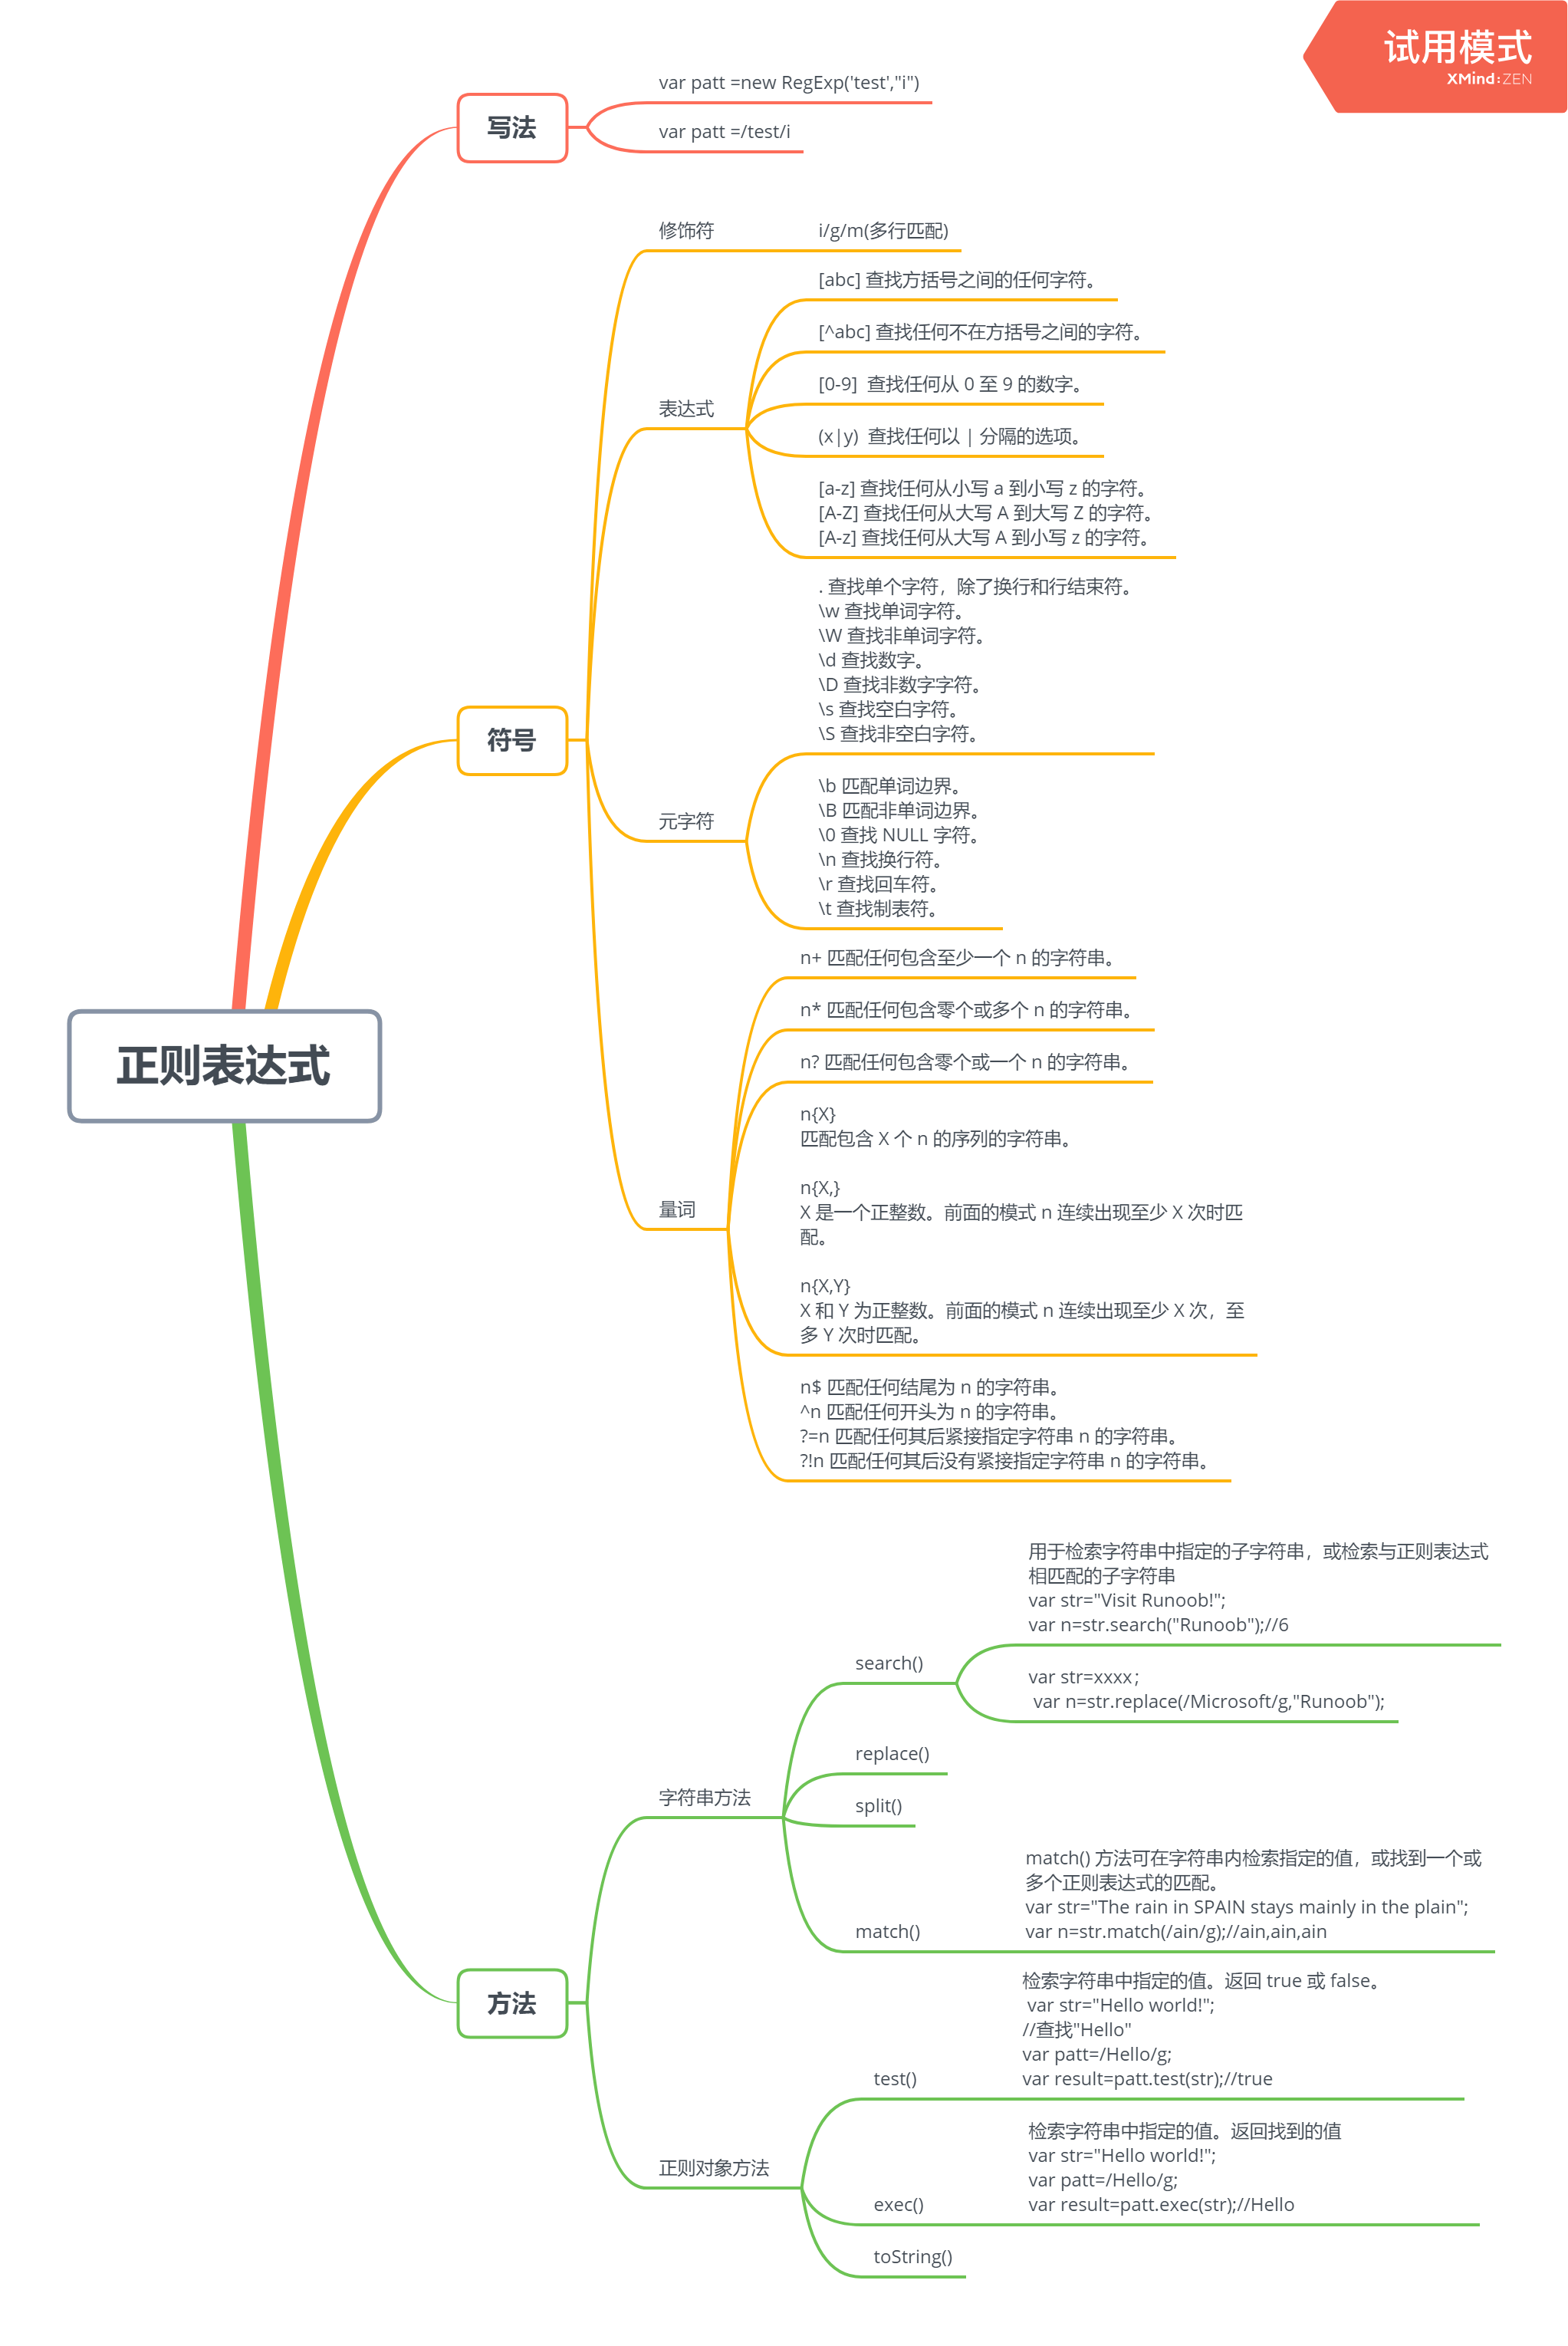 试用模式
XMind:ZEN
正则表达式
写法
var patt =new RegExp('test',"i")
var patt =/test/i
符号
修饰符
i/g/m(多行匹配)
表达式
[abc] 查找方括号之间的任何字符。
[^abc] 查找任何不在方括号之间的字符。
[0-9]  查找任何从 0 至 9 的数字。
(x|y)  查找任何以 | 分隔的选项。
[a-z] 查找任何从小写 a 到小写 z 的字符。
[A-Z] 查找任何从大写 A 到大写 Z 的字符。
[A-z] 查找任何从大写 A 到小写 z 的字符。
元字符
. 查找单个字符，除了换行和行结束符。
\w 查找单词字符。
\W 查找非单词字符。
\d 查找数字。
\D 查找非数字字符。
\s 查找空白字符。
\S 查找非空白字符。
\b 匹配单词边界。
\B 匹配非单词边界。
\0 查找 NULL 字符。
\n 查找换行符。
\r 查找回车符。
\t 查找制表符。
量词
n+ 匹配任何包含至少一个 n 的字符串。
n* 匹配任何包含零个或多个 n 的字符串。
n? 匹配任何包含零个或一个 n 的字符串。
n{X}
匹配包含 X 个 n 的序列的字符串。
n{X,}
X 是一个正整数。前面的模式 n 连续出现至少 X 次时匹
配。
n{X,Y}
X 和 Y 为正整数。前面的模式 n 连续出现至少 X 次，至
多 Y 次时匹配。
n$ 匹配任何结尾为 n 的字符串。
^n 匹配任何开头为 n 的字符串。
?=n 匹配任何其后紧接指定字符串 n 的字符串。
?!n 匹配任何其后没有紧接指定字符串 n 的字符串。
方法
字符串方法
search()
用于检索字符串中指定的子字符串，或检索与正则表达式
相匹配的子字符串
var str="Visit Runoob!";
var n=str.search("Runoob");//6
var str=xxxx；
var n=str.replace(/Microsoft/g,"Runoob");
replace()
split()
match()
match() 方法可在字符串内检索指定的值，或找到一个或
多个正则表达式的匹配。
var str="The rain in SPAIN stays mainly in the plain";
var n=str.match(/ain/g);//ain,ain,ain
正则对象方法
test()
检索字符串中指定的值。返回 true 或 false。
var str="Hello world!";
//查找"Hello"
var patt=/Hello/g;
var result=patt.test(str);//true
exec()
检索字符串中指定的值。返回找到的值
var str="Hello world!";
var patt=/Hello/g;
var result=patt.exec(str);//Hello
toString()